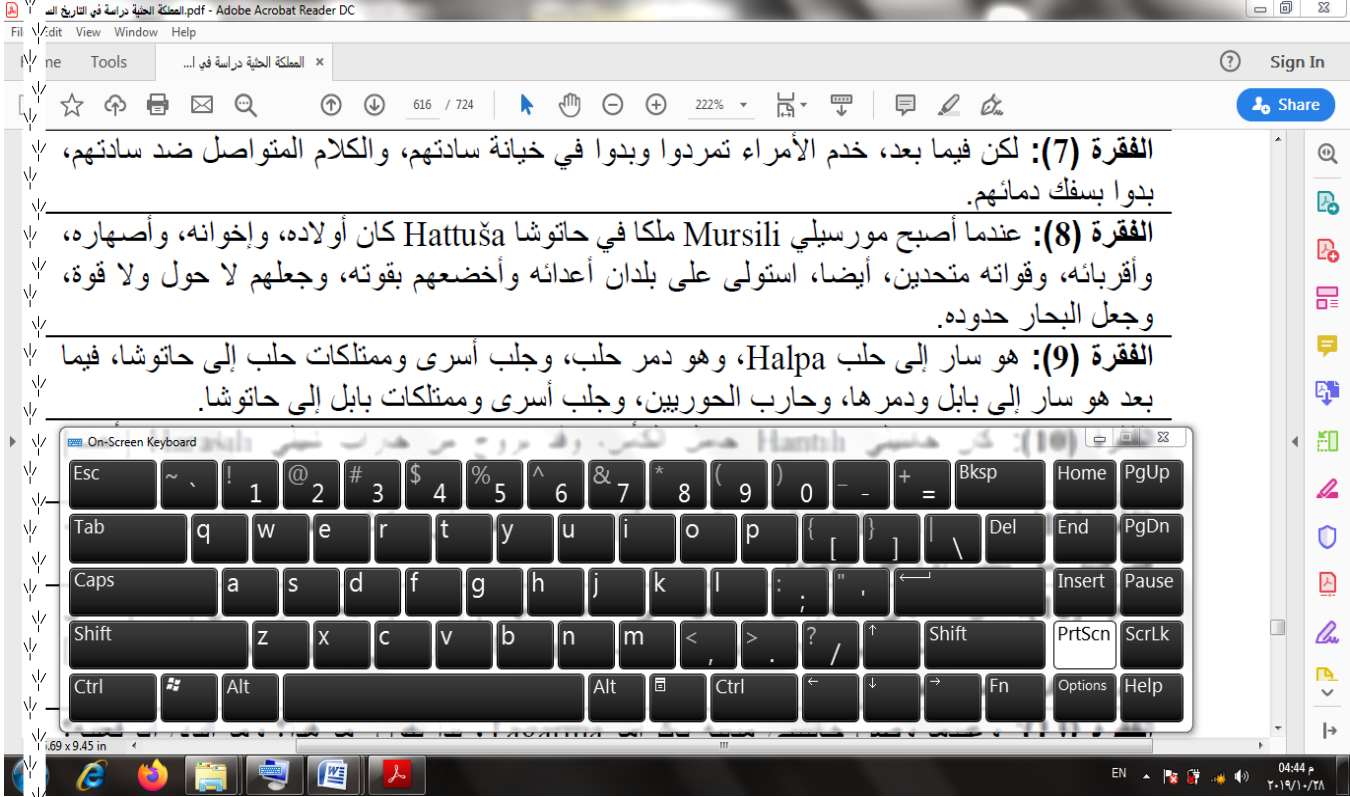 المملكة الحثية دراسة في التاريخ الس .pdf - Adobe Acrobat Reader DC
Edit View Window Help
Tools المملكة الحثية دراسة في ا... × Sign In
616 / 724 222% Share
الفقرة (7): لكن فيما بعد، خدم الأمراء تمردوا وبدوا في خيانة سادتهم، والكلام المتواصل ضد سادتهم،
بدوا بسفك دمائهم.
الفقرة (8): عندما أصبح مورسيلي Mursili ملكا في حاتوشا Hattuša كان أولاده، وإخوانه، وأصهاره،
وأقربائه، وقواته متحدين، أيضا، استولى على بلدان أعدائه وأخضعهم بقوته، وجعلهم لا حول ولا قوة،
وجعل البحار حدوده.
الفقرة (9): هو سار إلى حلب Halpa، وهو دمر حلب، وجلب أسرى وممتلكات حلب إلى حاتوشا، فيما
بعد هو سار إلى بابل ودمرها، وحارب الحوريين، وجلب أسرى وممتلكات بابل إلى حاتوشا.
On-Screen Keyboard
Esc ~ ` ! 1 @ 2 # 3 $ 4 % 5 ^ 6 & 7 * 8 ( 9 ) 0 _ - + = Bksp Home PgUp
Tab q w e r t y u i o p { [ } ] | \ Del End PgDn
Caps a s d f g h j k l : ; " ' Insert Pause
Shift z x c v b n m < , > . ? / ↑ Shift PrtScn ScrLk
Ctrl Alt Alt Ctrl ← ↓ → Fn Options Help
.69 x 9.45 in
EN 04:44 م
٢٠١٩/١٠/٢٨